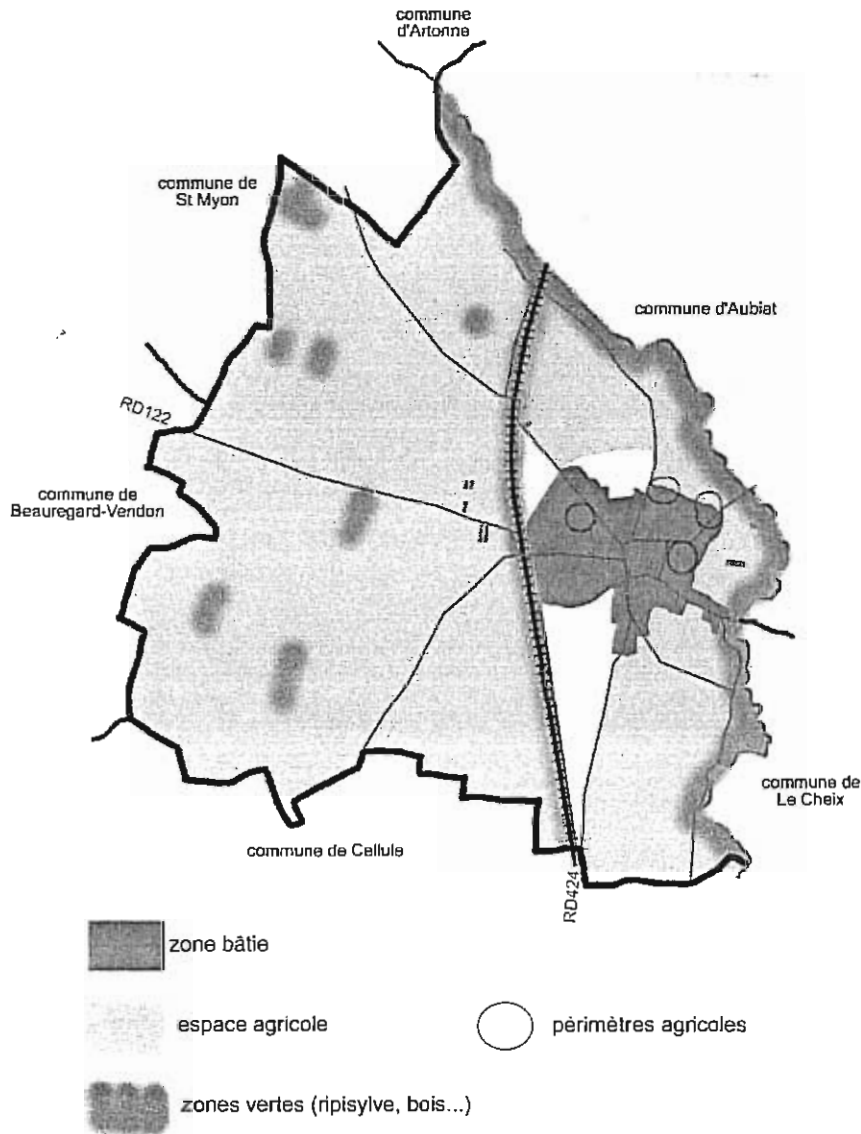 commune
d'Artonne
commune de
St Myon
commune d'Aubiat
RD122
commune de
Beauregard-Vendon
commune de
Le Cheix
commune de Cellule
RD424
zone bâtie
espace agricole
périmètres agricoles
zones vertes (ripisylve, bois...)